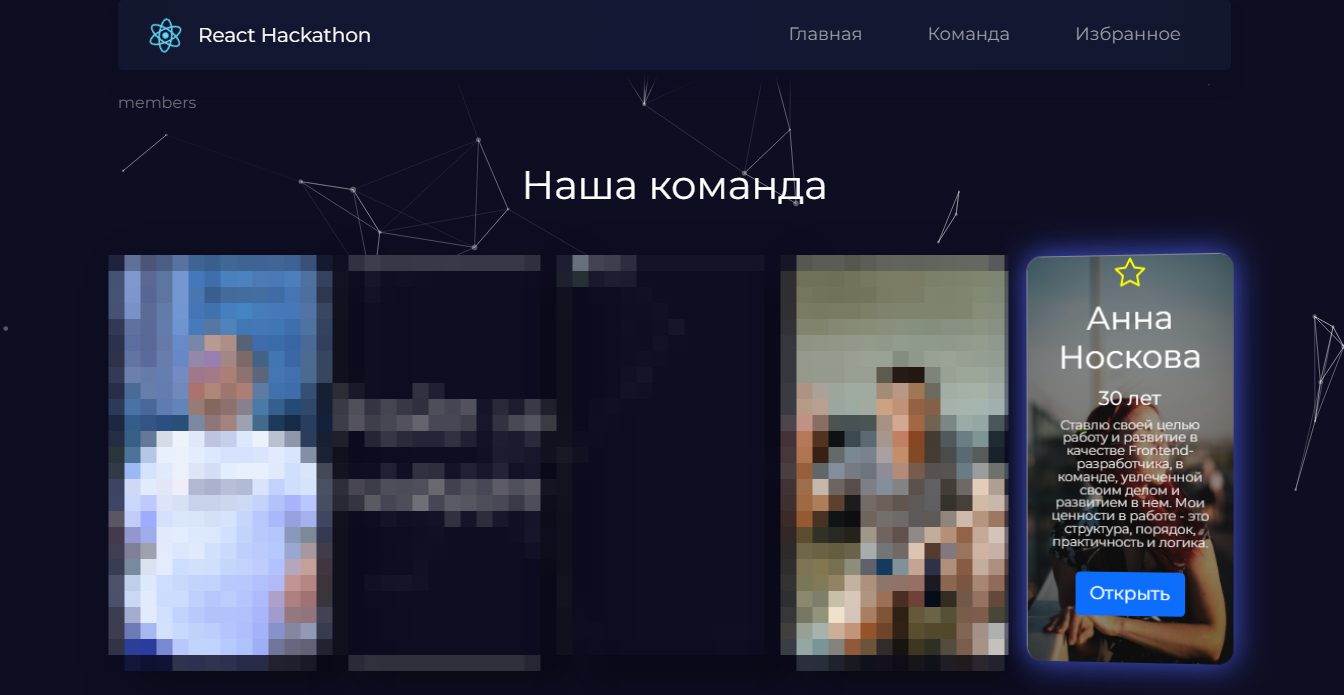 React Hackathon
Главная
Команда
Избранное
members
Наша команда
Анна
Носкова
30 лет
Ставлю своей целью
работу и развитие в
качестве Frontend-
разработчика, в
команде, увлеченной
своим делом и
развитием в нем. Мои
ценности в работе - это
структура, порядок,
практичность и логика.
Открыть